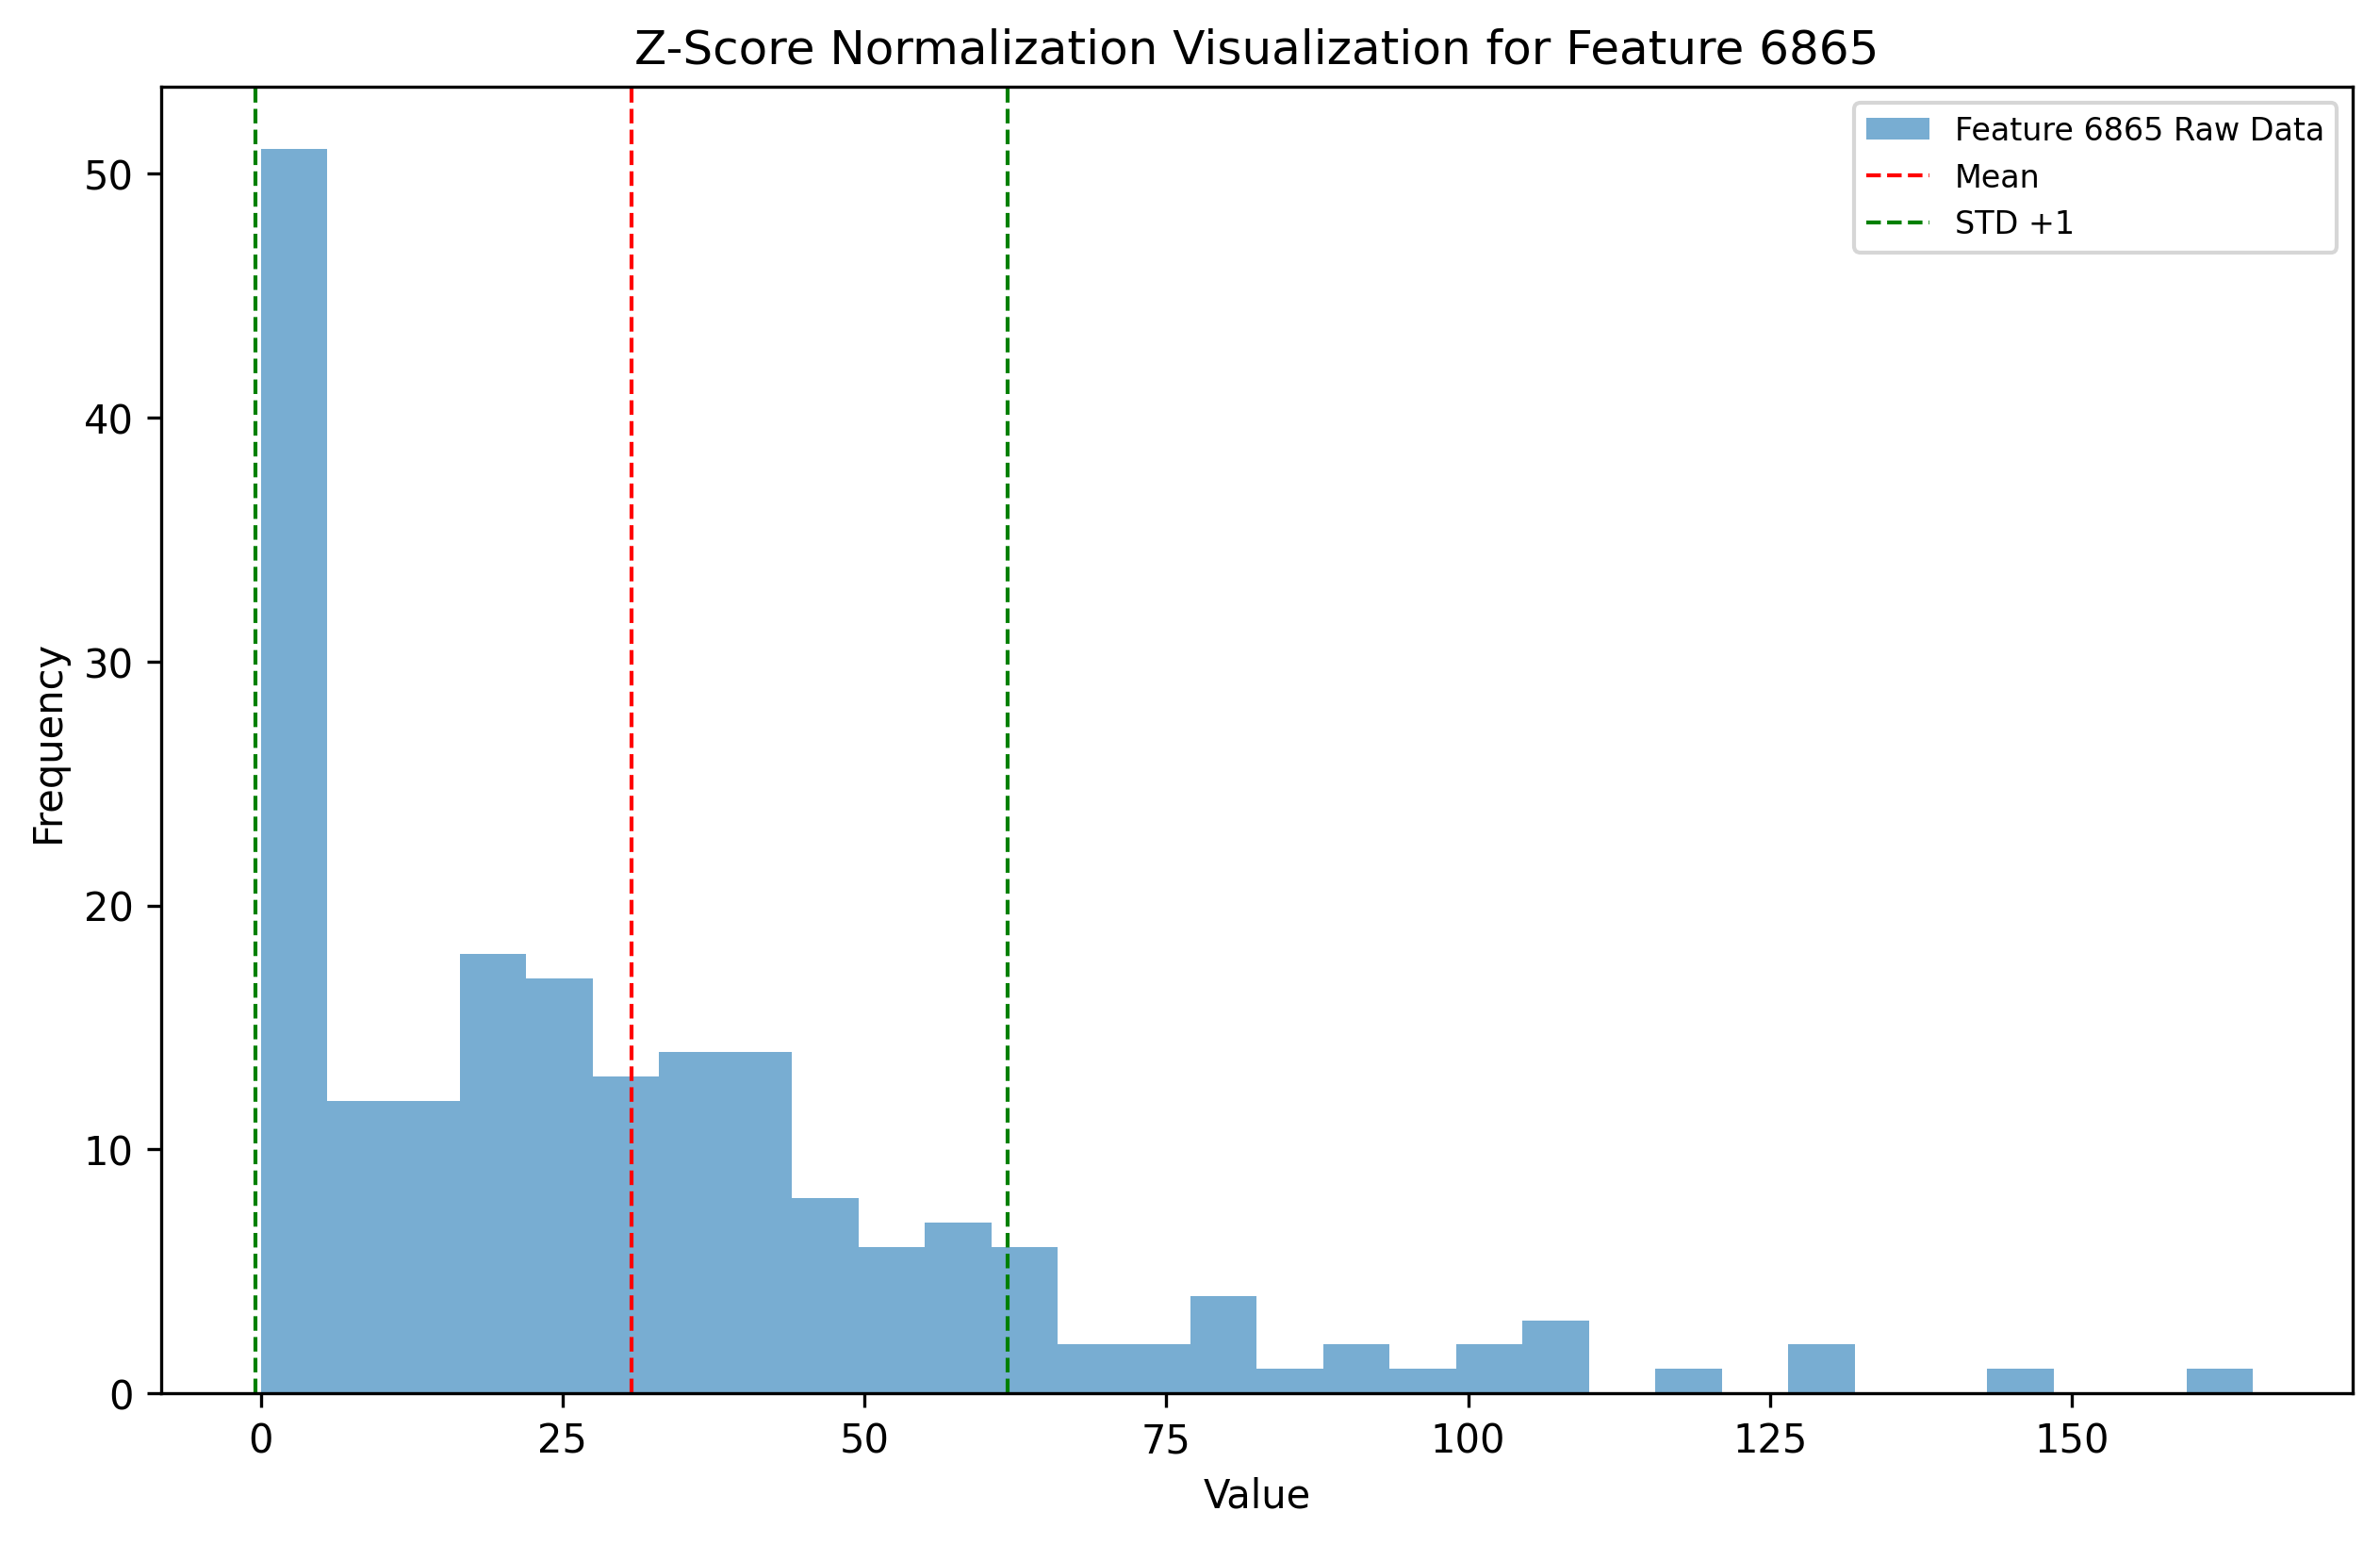 Z-Score Normalization Visualization for Feature 6865
Feature 6865 Raw Data
Mean
STD +1
50
40
30
20
10
0
Frequency
0 25 50 75 100 125 150
Value